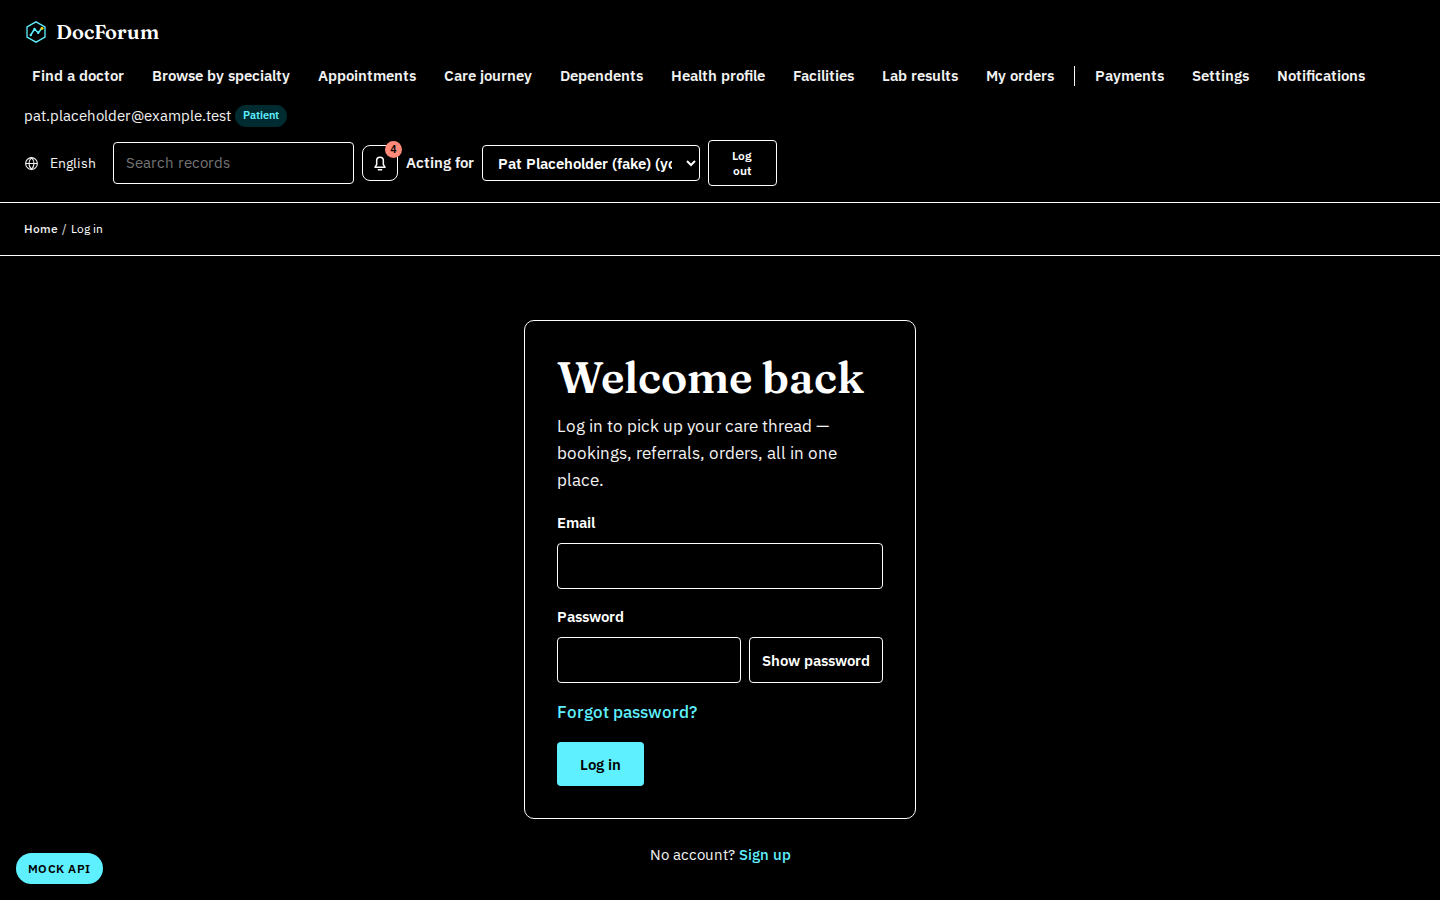 DocForum
Find a doctor Browse by specialty Appointments Care journey Dependents Health profile Facilities Lab results My orders Payments Settings Notifications
pat.placeholder@example.test Patient
English Search records 4 Acting for Pat Placeholder (fake) (yo Log out
Home / Log in
Welcome back
Log in to pick up your care thread —
bookings, referrals, orders, all in one
place.
Email
Password
Show password
Forgot password?
Log in
No account? Sign up
MOCK API